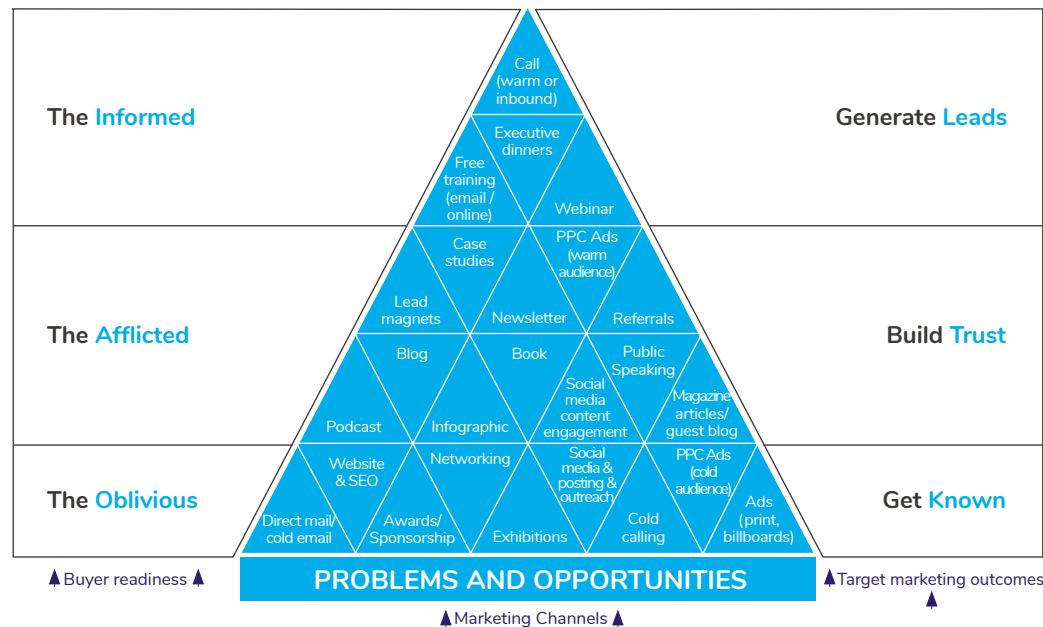 Call
(warm or
inbound)
The Informed
Generate Leads
Executive
dinners
Free
training
(email /
online)
Webinar
Case
studies
PPC Ads
(warm
audience)
Lead
magnets
Newsletter
Referrals
The Afflicted
Build Trust
Blog
Book
Public
Speaking
Podcast
Infographic
Social
media
content
engagement
Magazine
articles/
guest blog
Website
& SEO
Networking
Social
media &
posting &
outreach
PPC Ads
(cold
audience)
The Oblivious
Get Known
Direct mail/
cold email
Awards/
Sponsorship
Exhibitions
Cold
calling
Ads
(print,
billboards)
Buyer readiness
PROBLEMS AND OPPORTUNITIES
Target marketing outcomes
Marketing Channels